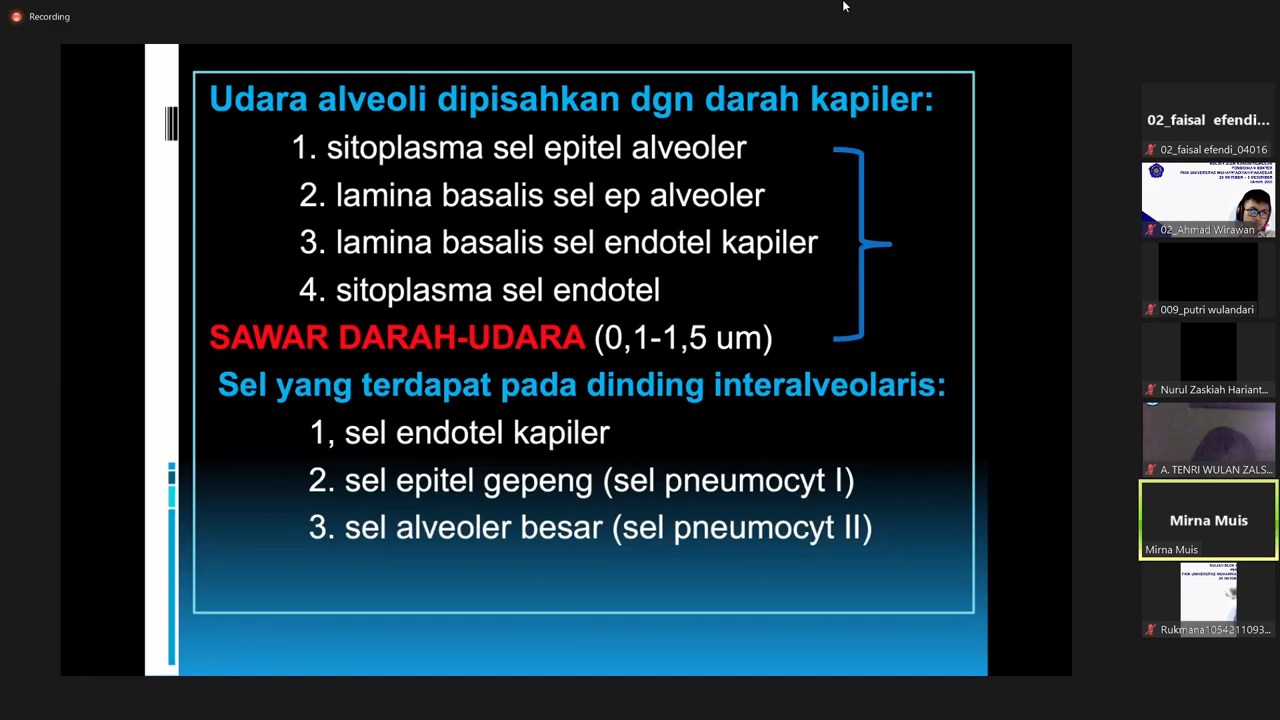 Recording
Udara alveoli dipisahkan dgn darah kapiler:
1. sitoplasma sel epitel alveoler
2. lamina basalis sel ep alveoler
3. lamina basalis sel endotel kapiler
4. sitoplasma sel endotel
SAWAR DARAH-UDARA (0,1-1,5 um)
Sel yang terdapat pada dinding interalveolaris:
1, sel endotel kapiler
2. sel epitel gepeng (sel pneumocyt I)
3. sel alveoler besar (sel pneumocyt II)
02_faisal efendi...
02_faisal efendi_04016
02_Ahmad Wirawan
009_putri wulandari
Nurul Zaskiah Hariant...
A. TENRI WULAN ZALS...
Mirna Muis
Mirna Muis
Rukmana1054211093...